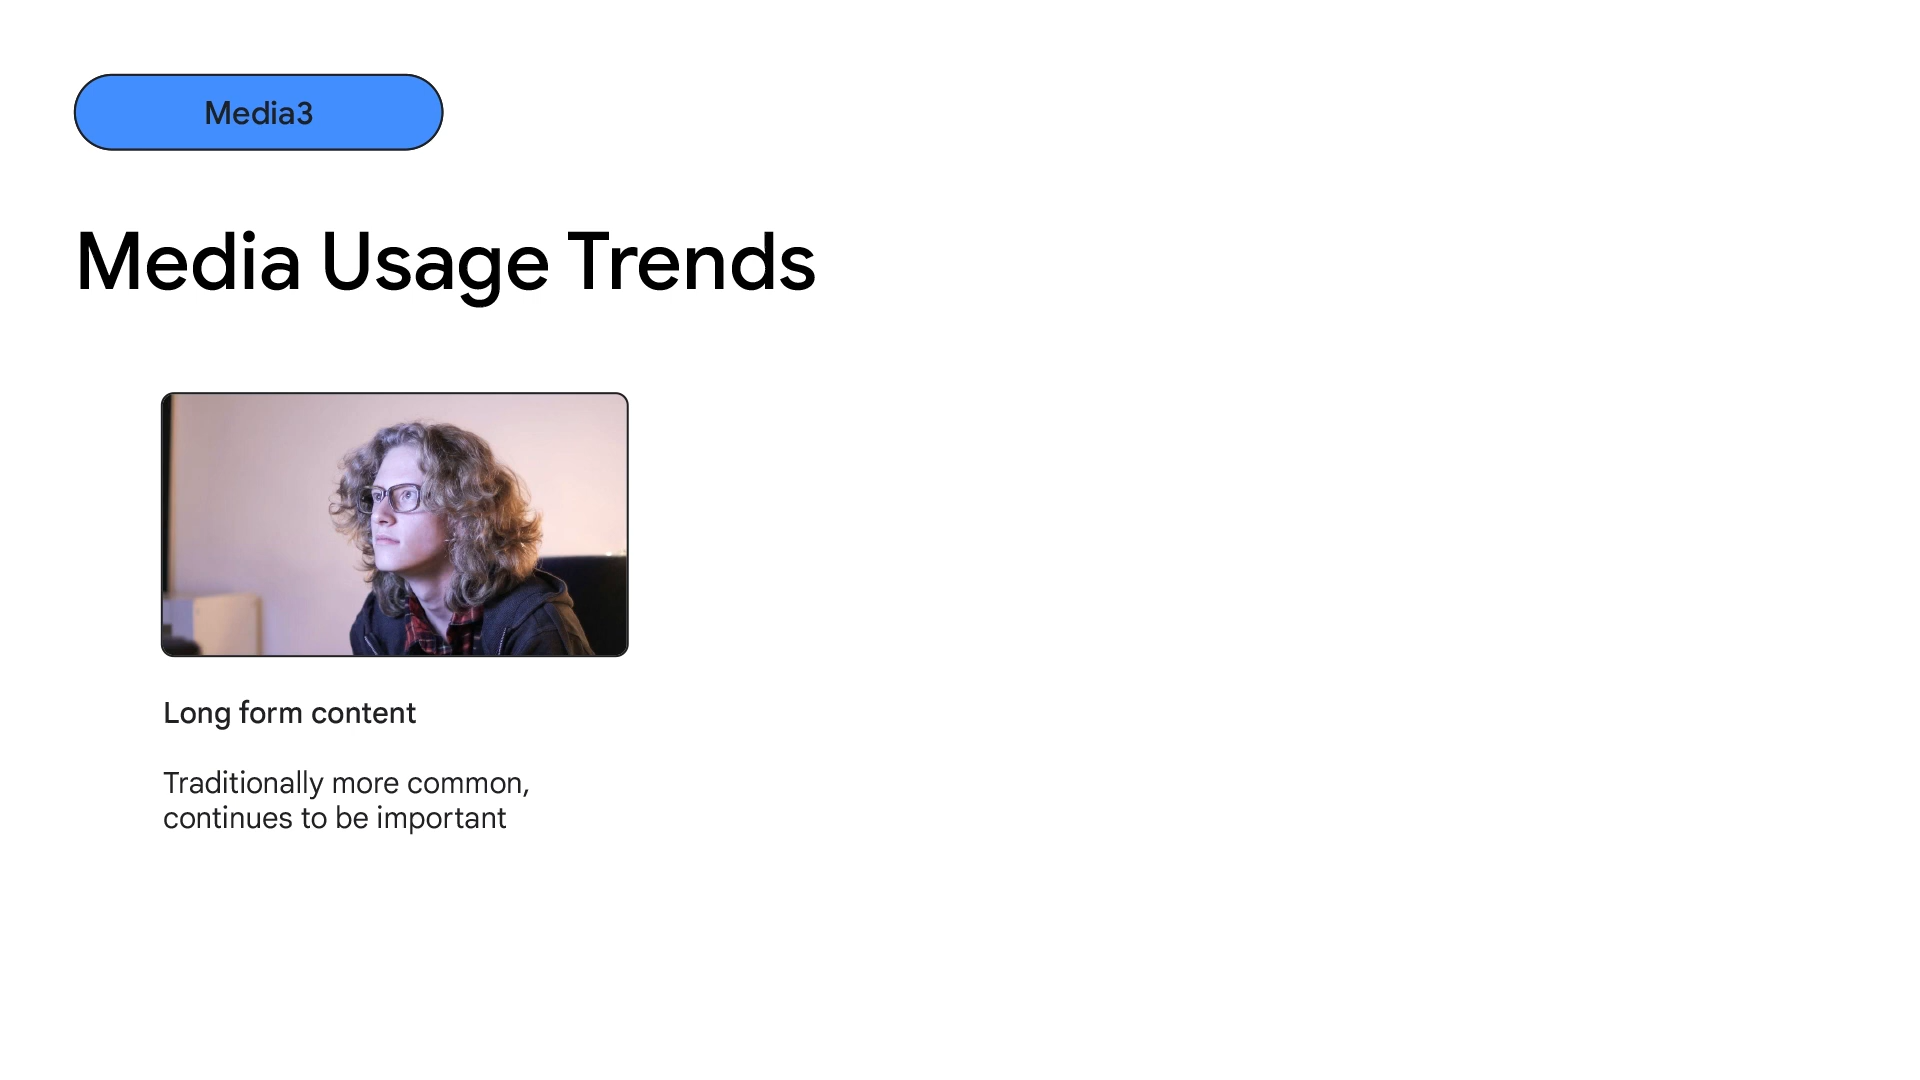 Media3
Media Usage Trends
Long form content
Traditionally more common,
continues to be important